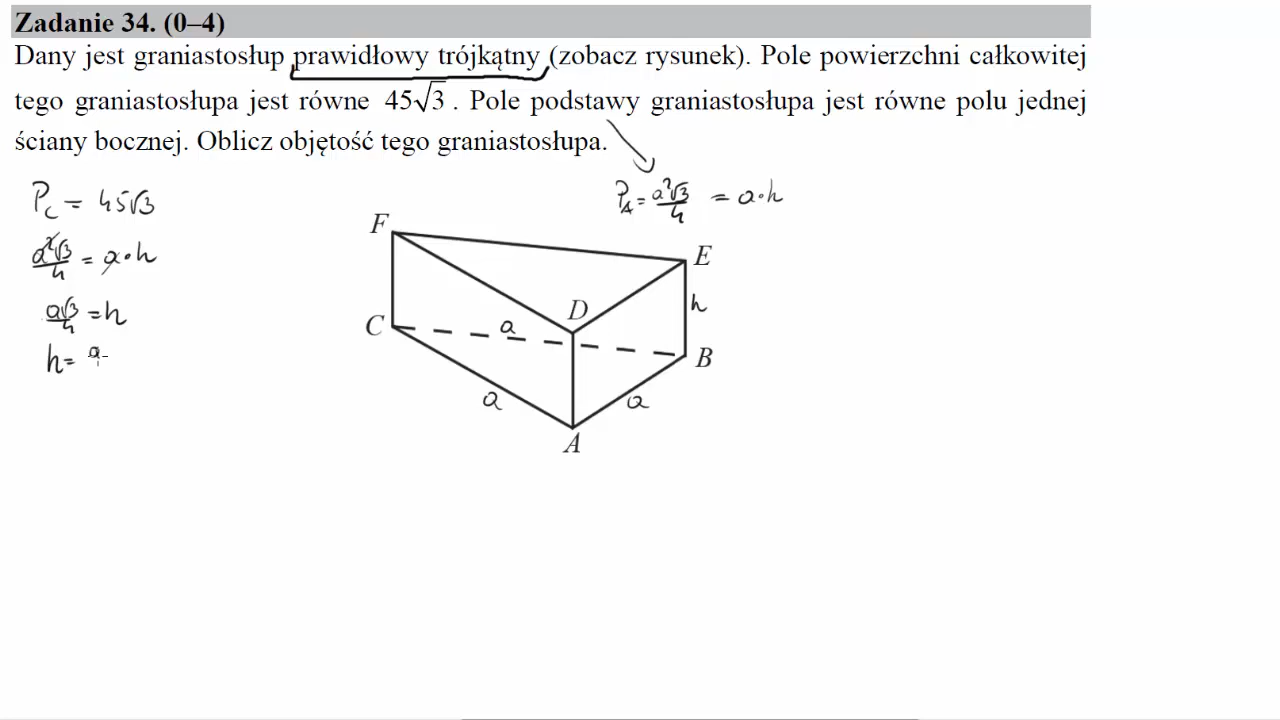 Zadanie 34. (0–4)
Dany jest graniastosłup prawidłowy trójkątny (zobacz rysunek). Pole powierzchni całkowitej
tego graniastosłupa jest równe 45√3 . Pole podstawy graniastosłupa jest równe polu jednej
ściany bocznej. Oblicz objętość tego graniastosłupa.
P_C = 45√3
P_Δ = a²√3/4 = a·h
a²√3/4 = a·h
a√3/4 = h
h = a
F
E
D
h
C
a
B
a
a
A